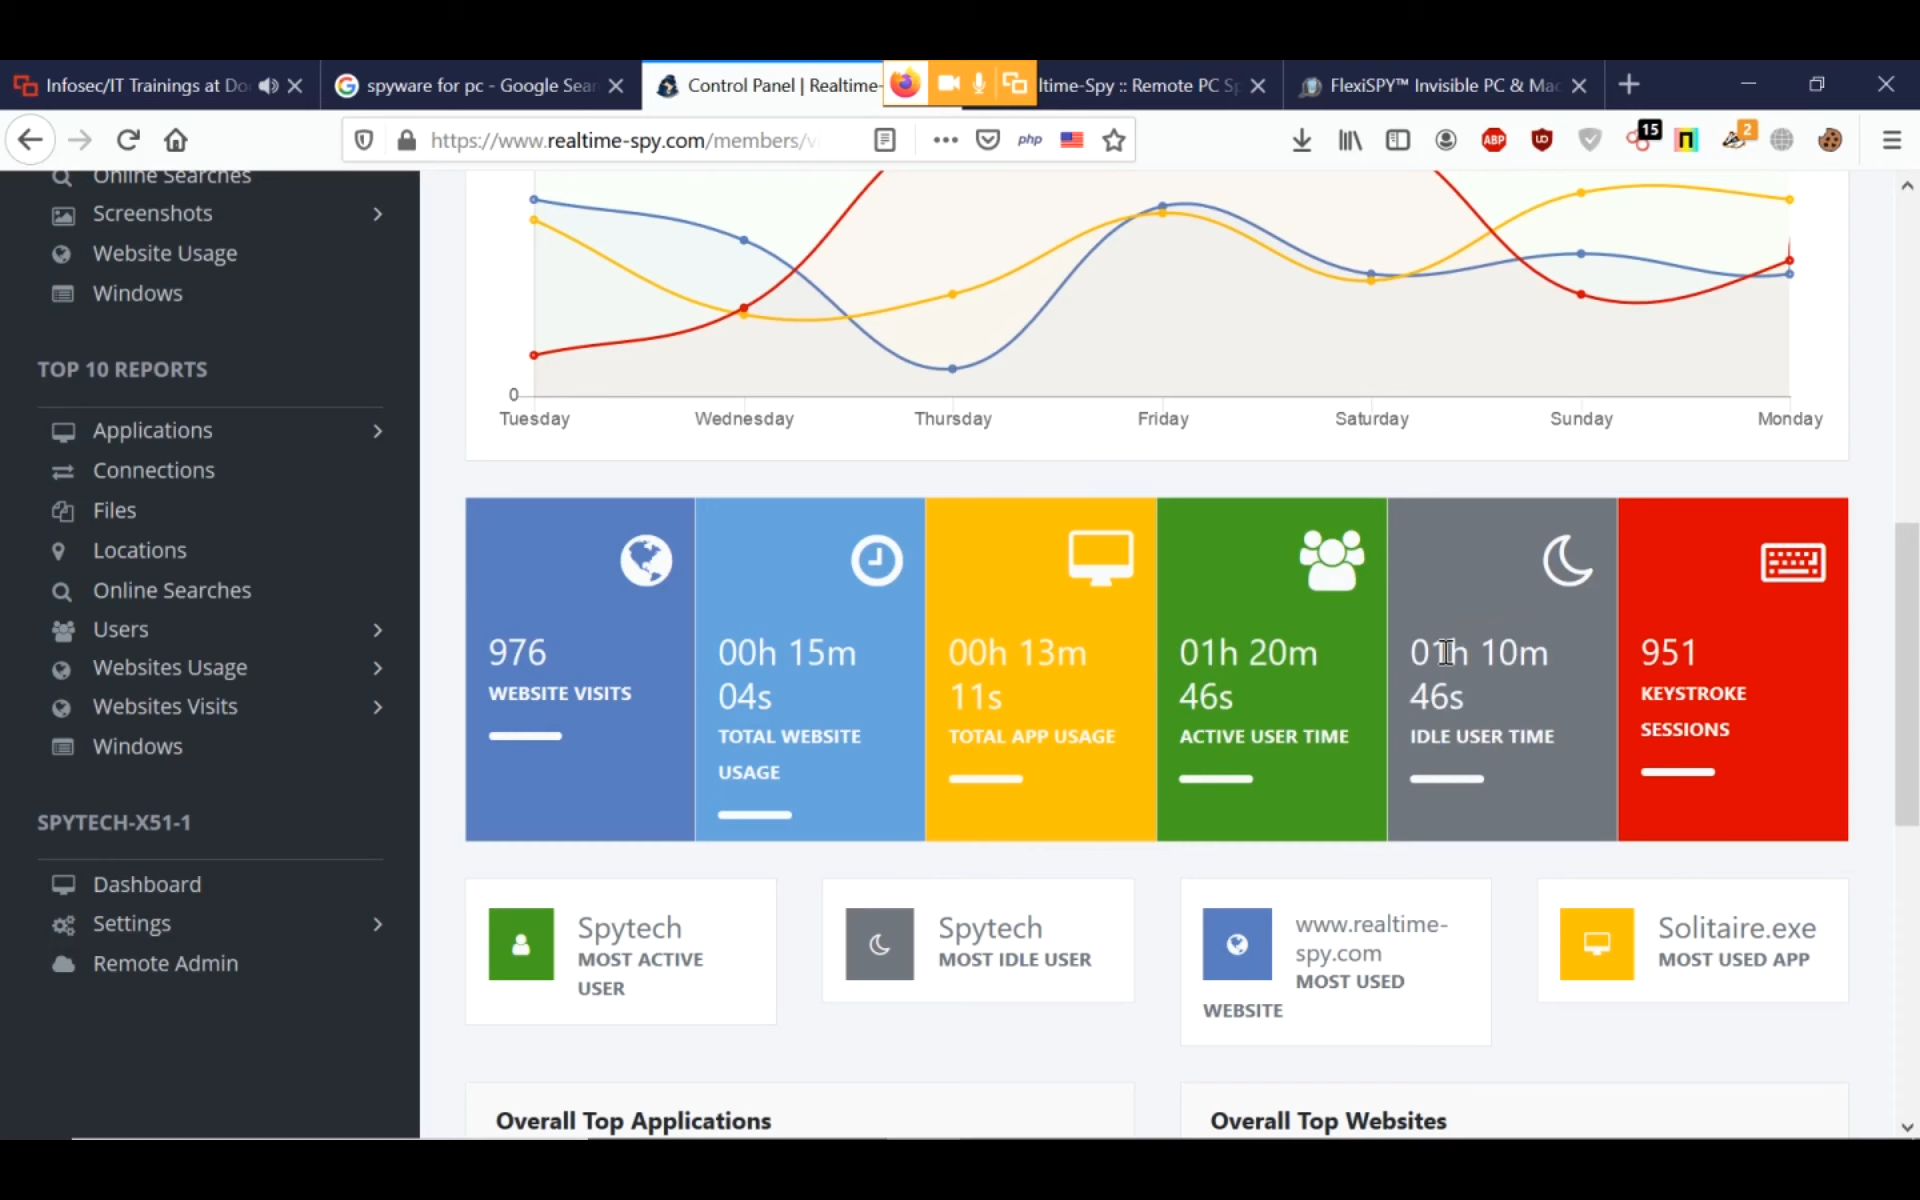 Infosec/IT Trainings at Do
spyware for pc - Google Sear
Control Panel | Realtime-
ltime-Spy :: Remote PC Sp
FlexiSPY™ Invisible PC & Mac
https://www.realtime-spy.com/members/v
php
ABP
15
2
Online Searches
Screenshots
Website Usage
Windows
TOP 10 REPORTS
Applications
Connections
Files
Locations
Online Searches
Users
Websites Usage
Websites Visits
Windows
SPYTECH-X51-1
Dashboard
Settings
Remote Admin
0
Tuesday
Wednesday
Thursday
Friday
Saturday
Sunday
Monday
976
WEBSITE VISITS
00h 15m
04s
TOTAL WEBSITE
USAGE
00h 13m
11s
TOTAL APP USAGE
01h 20m
46s
ACTIVE USER TIME
01h 10m
46s
IDLE USER TIME
951
KEYSTROKE
SESSIONS
Spytech
MOST ACTIVE
USER
Spytech
MOST IDLE USER
www.realtime-
spy.com
MOST USED
WEBSITE
Solitaire.exe
MOST USED APP
Overall Top Applications
Overall Top Websites